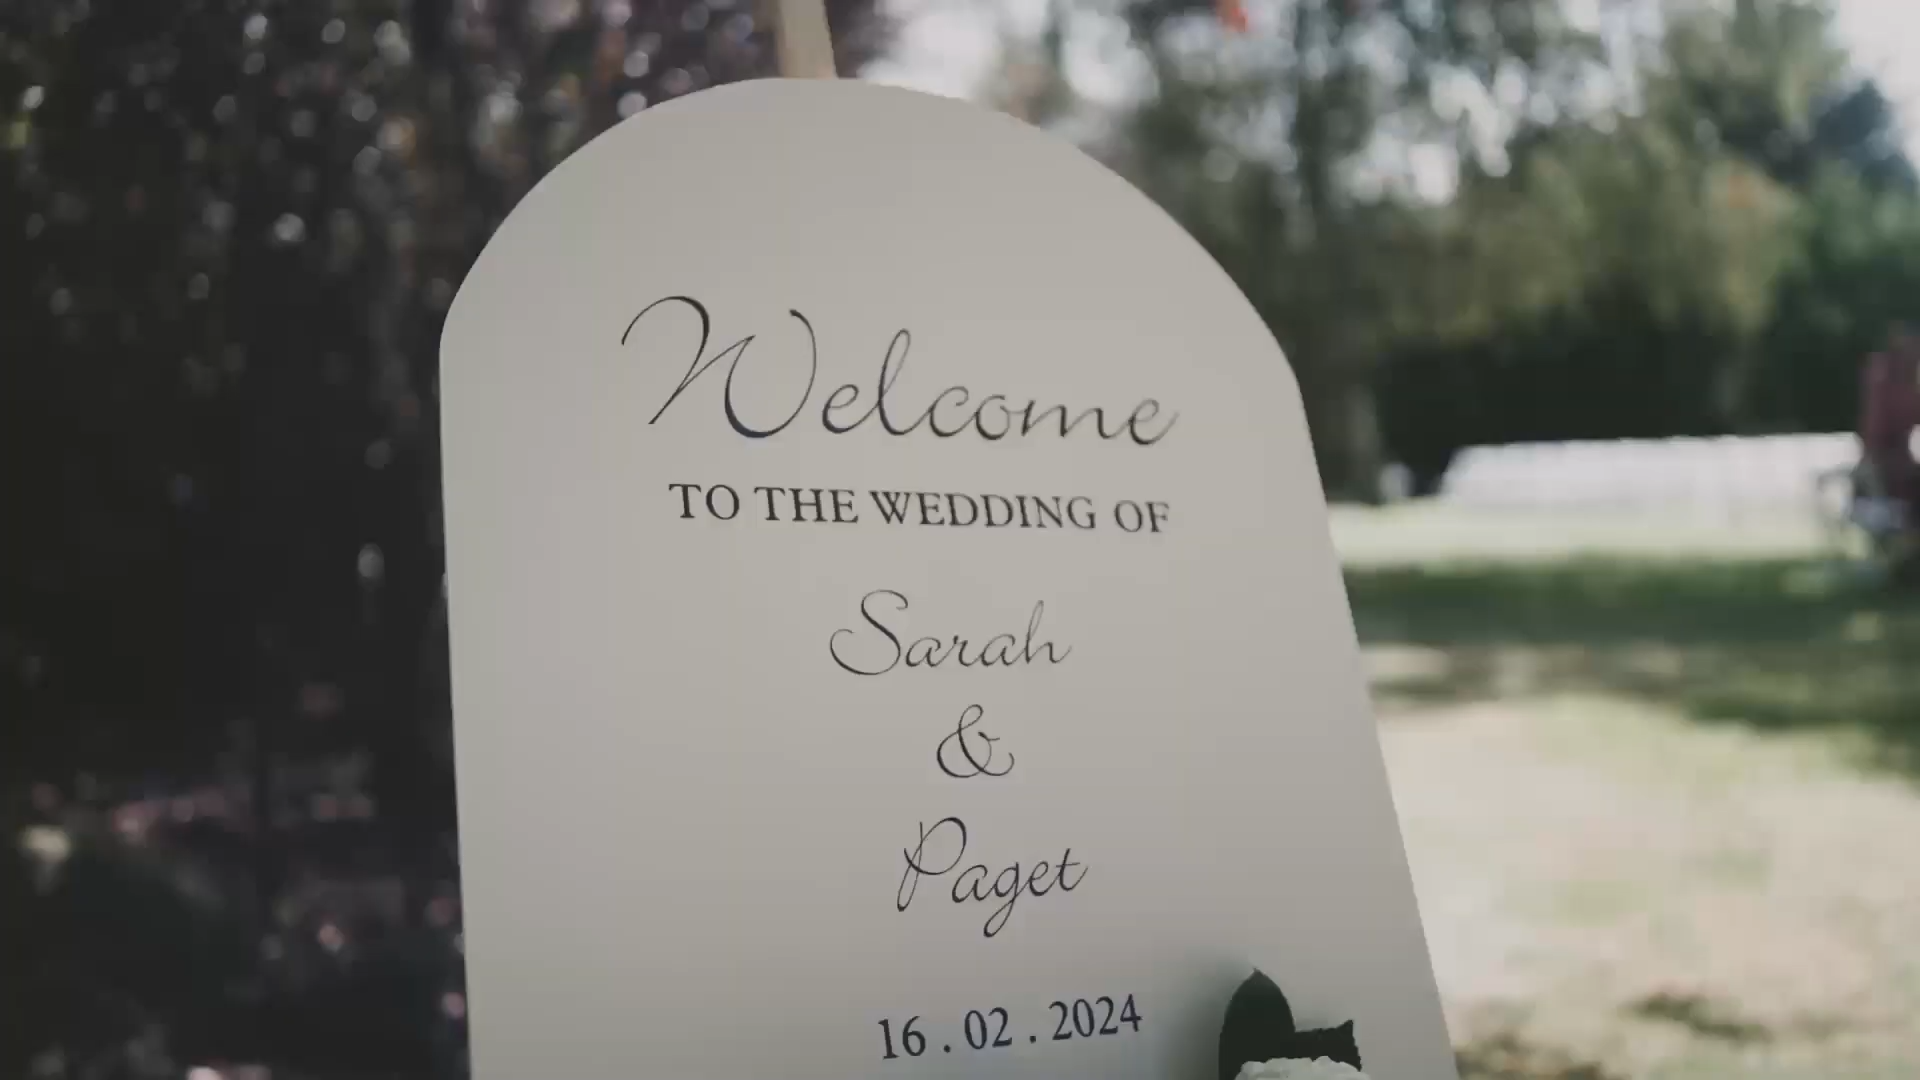 Welcome
TO THE WEDDING OF
Sarah
&
Paget
16.02.2024